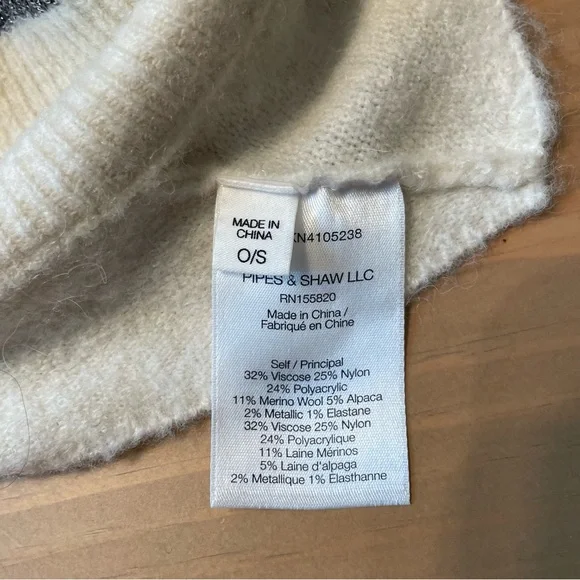 MADE IN
CHINA
O/S
KN4105238
PIPES & SHAW LLC
RN155820
Made in China /
Fabriqué en Chine
Self / Principal
32% Viscose 25% Nylon
24% Polyacrylic
11% Merino Wool 5% Alpaca
2% Metallic 1% Elastane
32% Viscose 25% Nylon
24% Polyacrylique
11% Laine Mérinos
5% Laine d'alpaga
2% Metallique 1% Elasthanne